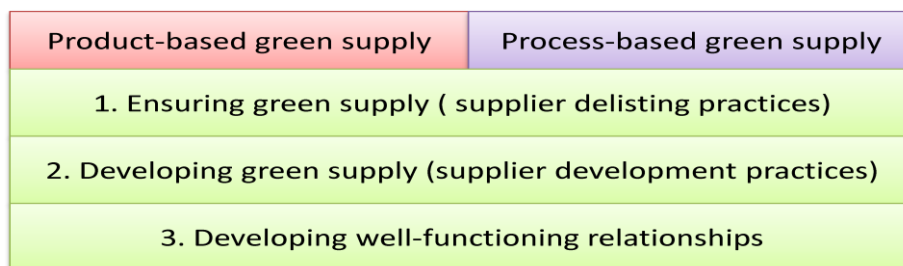 Product-based green supply
Process-based green supply
1. Ensuring green supply ( supplier delisting practices)
2. Developing green supply (supplier development practices)
3. Developing well-functioning relationships